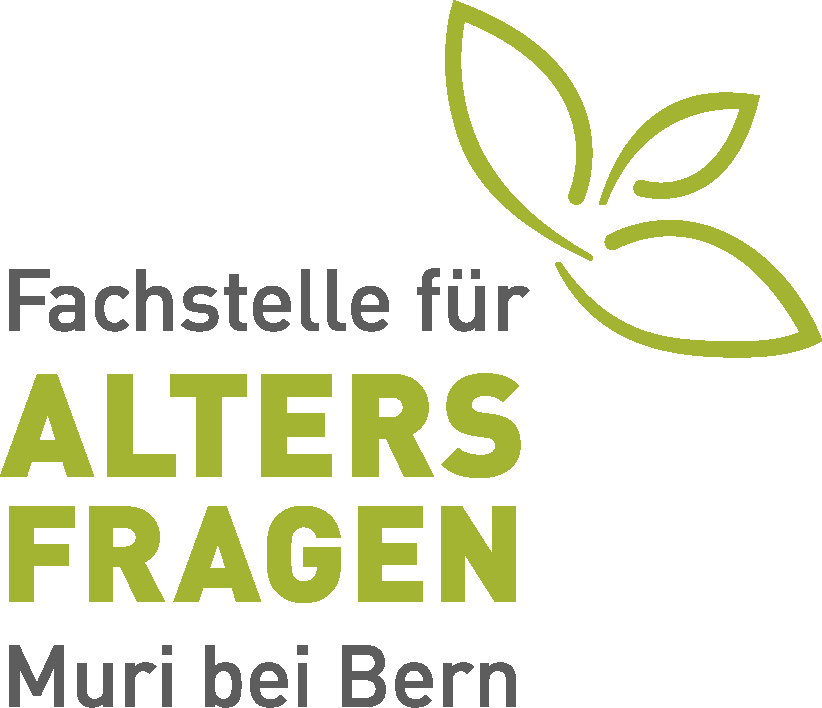 Fachstelle für
ALTERS
FRAGEN
Muri bei Bern